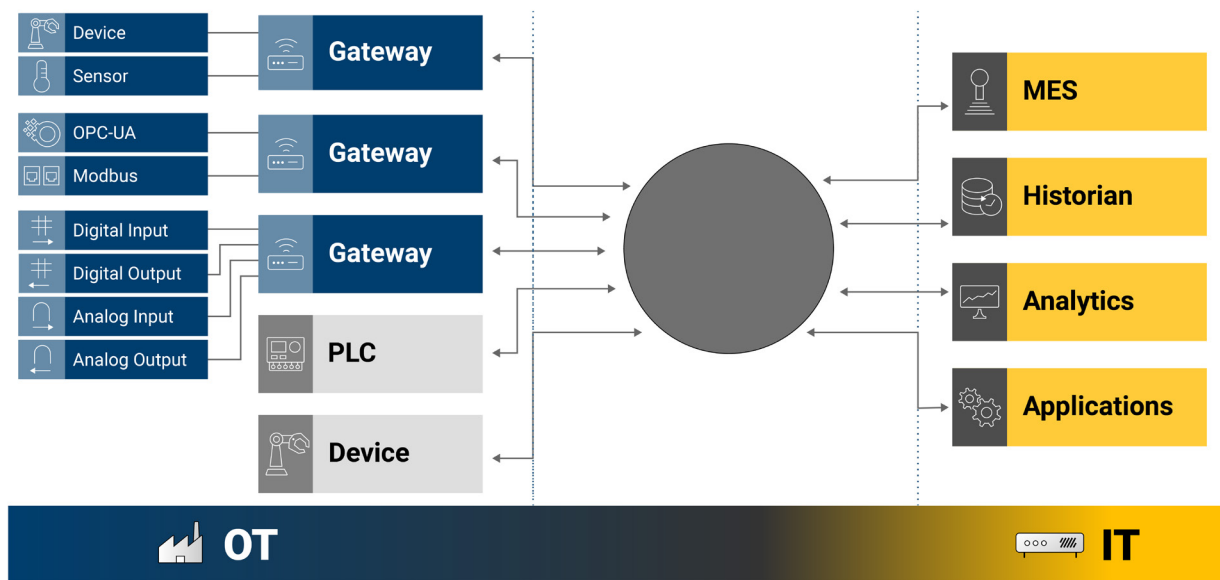 Device
Sensor
Gateway
OPC-UA
Modbus
Gateway
Digital Input
Digital Output
Analog Input
Analog Output
Gateway
PLC
Device
MES
Historian
Analytics
Applications
OT
IT